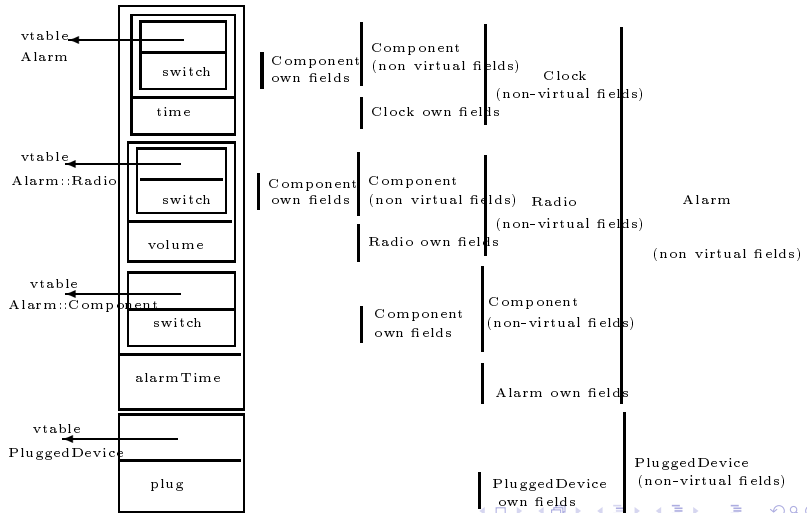 vtable
Alarm
switch
time
Component
own fields
Component
(non virtual fields)
Clock own fields
Clock
(non-virtual fields)
vtable
Alarm::Radio
switch
volume
Component
own fields
Component
(non virtual fields)
Radio own fields
Radio
(non-virtual fields)
Alarm
(non virtual fields)
vtable
Alarm::Component
switch
alarmTime
Component
own fields
Component
(non-virtual fields)
Alarm own fields
vtable
PluggedDevice
plug
PluggedDevice
own fields
PluggedDevice
(non-virtual fields)